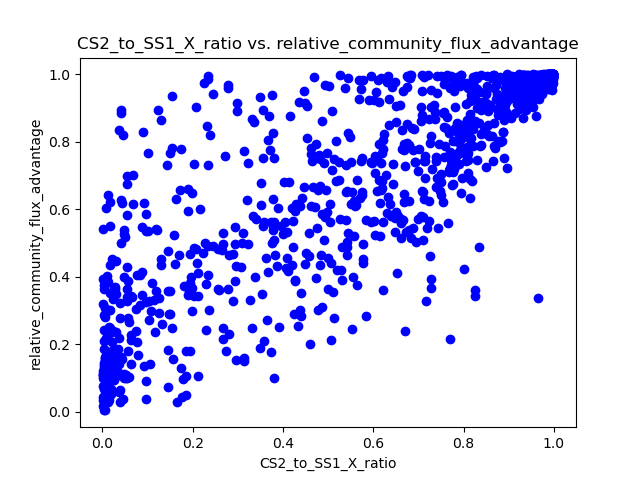 CS2_to_SS1_X_ratio vs. relative_community_flux_advantage
1.0
0.8
0.6
0.4
0.2
0.0
relative_community_flux_advantage
0.0 0.2 0.4 0.6 0.8 1.0
CS2_to_SS1_X_ratio